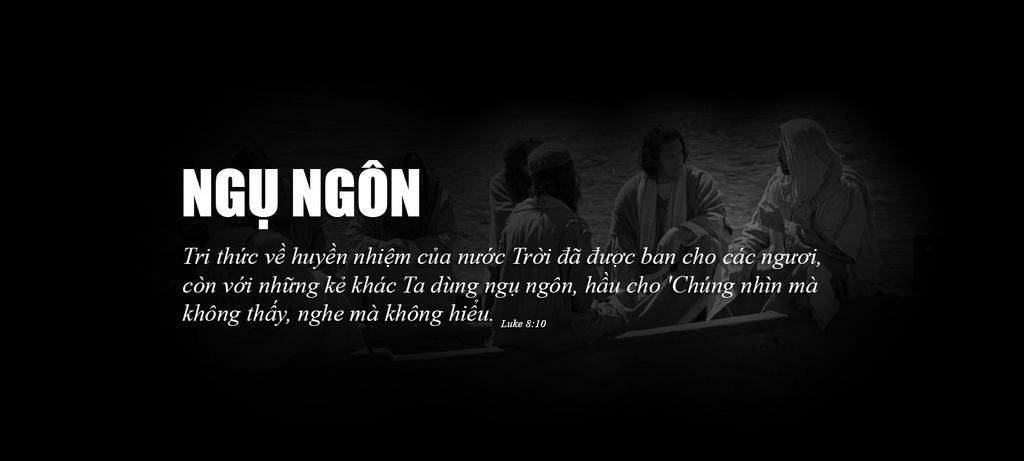 NGỤ NGÔN
Tri thức về huyền nhiệm của nước Trời đã được ban cho các ngươi,
còn với những kẻ khác Ta dùng ngụ ngôn, hầu cho 'Chúng nhìn mà
không thấy, nghe mà không hiểu. Luke 8:10